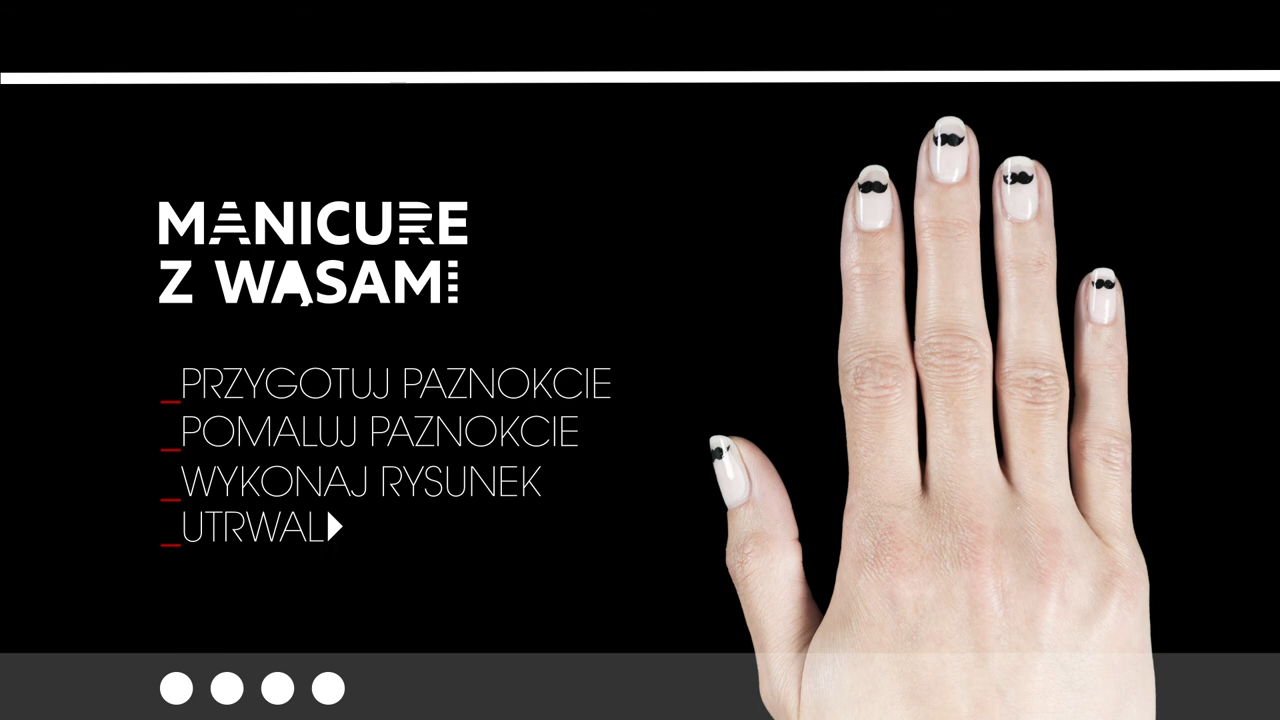 MANICURE
Z WĄSAMI
_PRZYGOTUJ PAZNOKCIE
_POMALUJ PAZNOKCIE
_WYKONAJ RYSUNEK
_UTRWAL